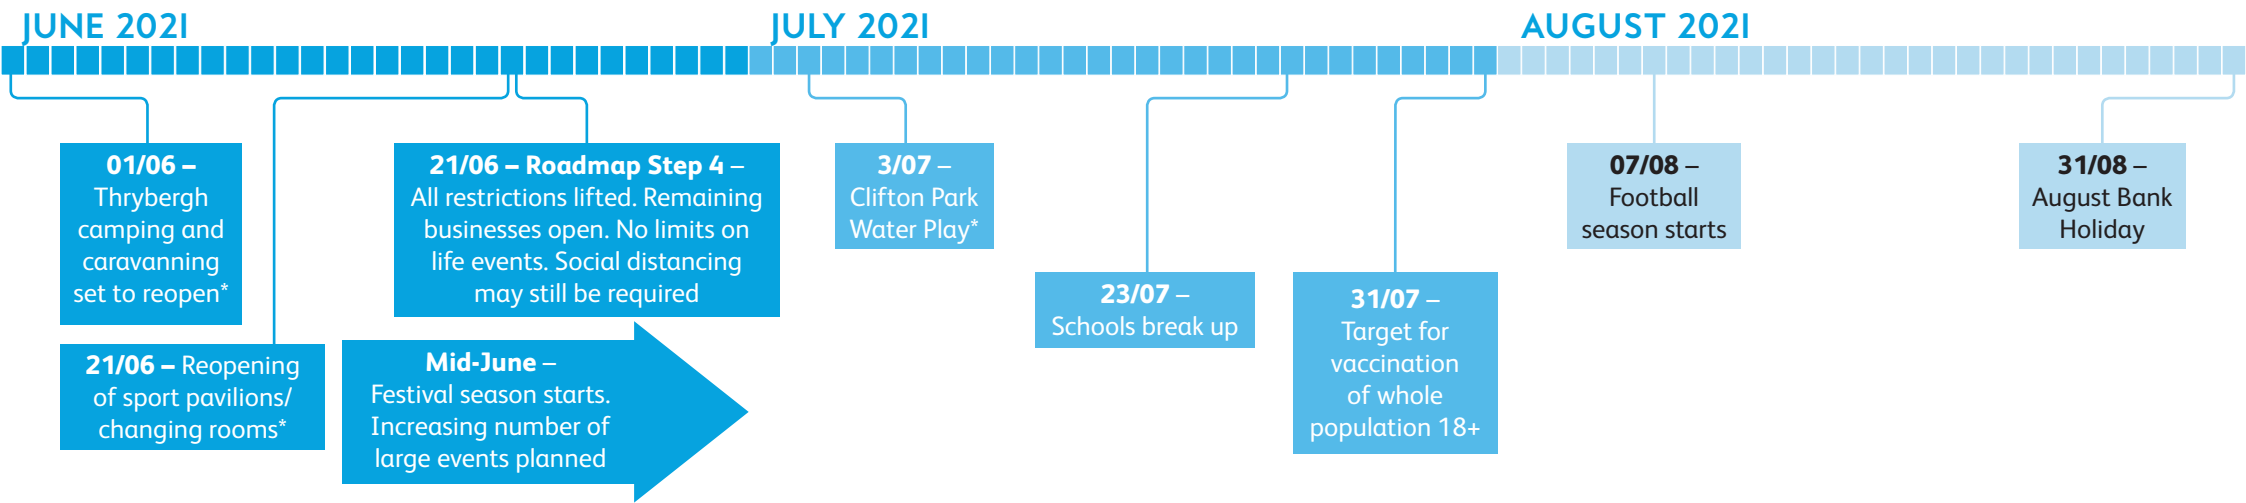 JUNE 2021
JULY 2021
AUGUST 2021
01/06 –
Thrybergh
camping and
caravanning
set to reopen*
21/06 – Reopening
of sport pavilions/
changing rooms*
21/06 – Roadmap Step 4 –
All restrictions lifted. Remaining
businesses open. No limits on
life events. Social distancing
may still be required
Mid-June –
Festival season starts.
Increasing number of
large events planned
3/07 –
Clifton Park
Water Play*
23/07 –
Schools break up
31/07 –
Target for
vaccination
of whole
population 18+
07/08 –
Football
season starts
31/08 –
August Bank
Holiday